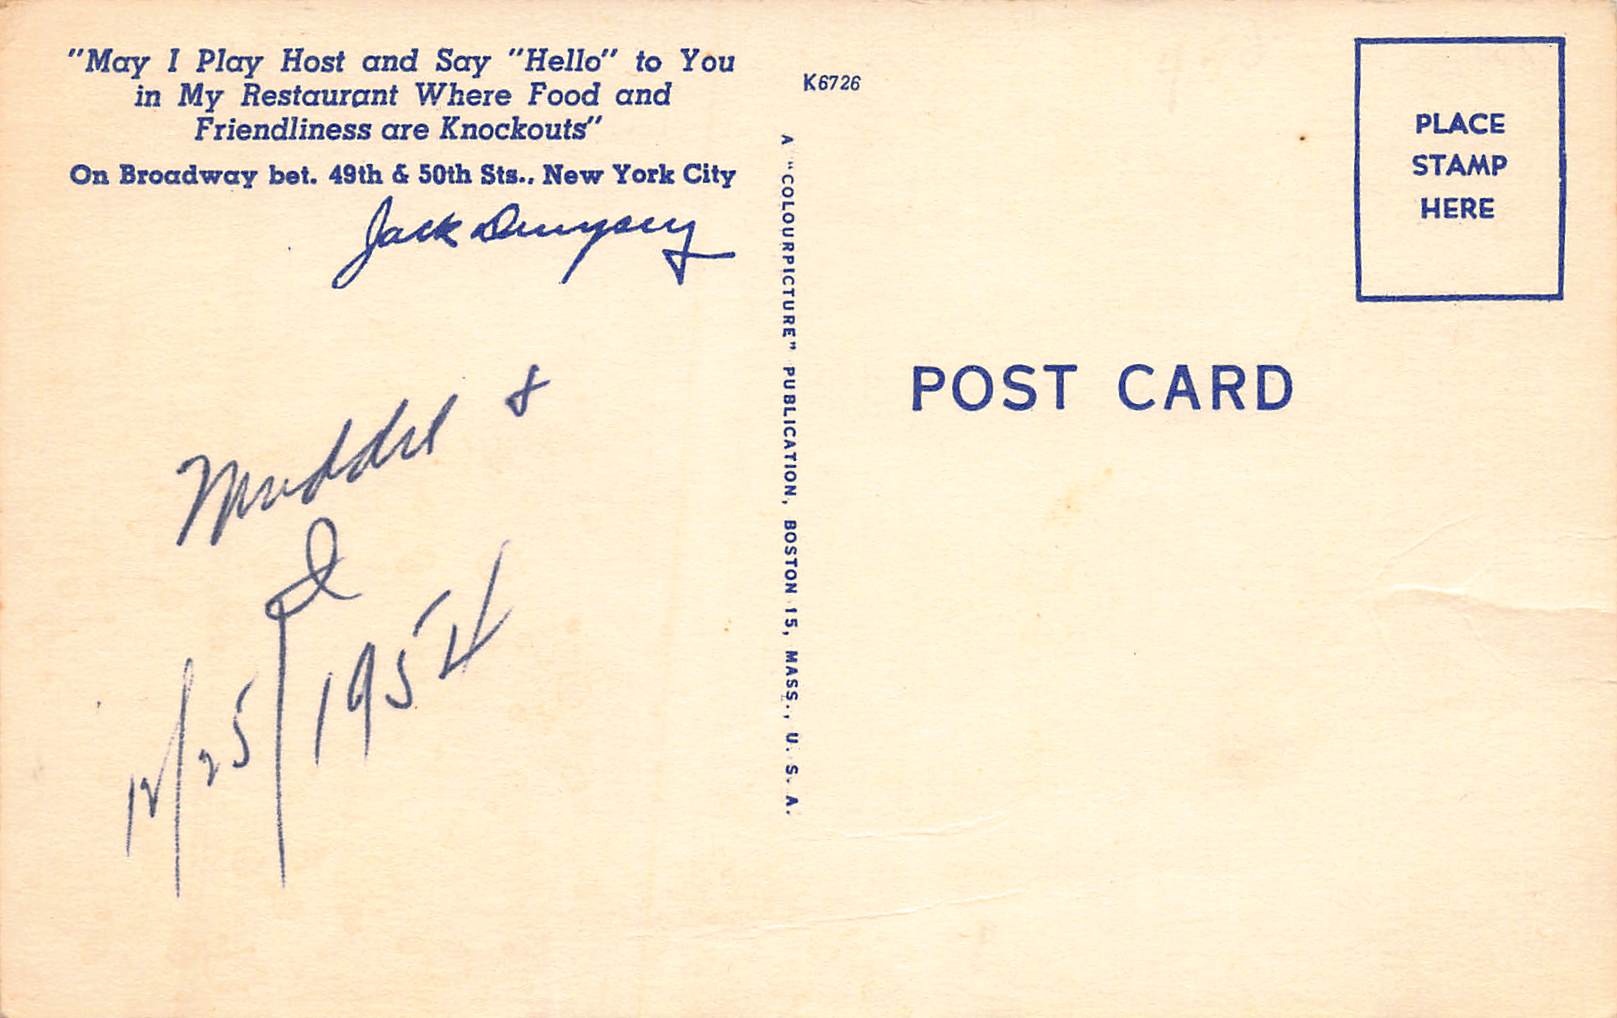 "May I Play Host and Say "Hello" to You
in My Restaurant Where Food and
Friendliness are Knockouts"
On Broadway bet. 49th & 50th Sts., New York City
Jack Dempsey
&
I
12/25/1954
K6726
A "COLOURPICTURE" PUBLICATION, BOSTON 15, MASS., U. S. A.
PLACE
STAMP
HERE
POST CARD